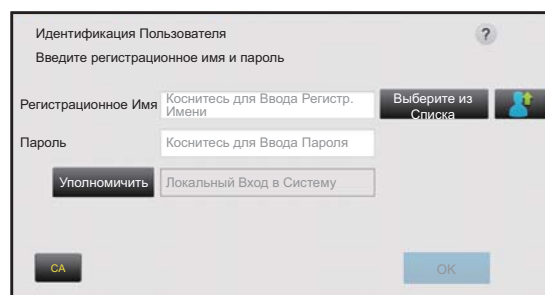 Идентификация Пользователя
?
Введите регистрационное имя и пароль
Регистрационное Имя
Коснитесь для Ввода Регистр.
Имени
Выберите из
Списка
Пароль
Коснитесь для Ввода Пароля
Уполномичить
Локальный Вход в Систему
CA
OK